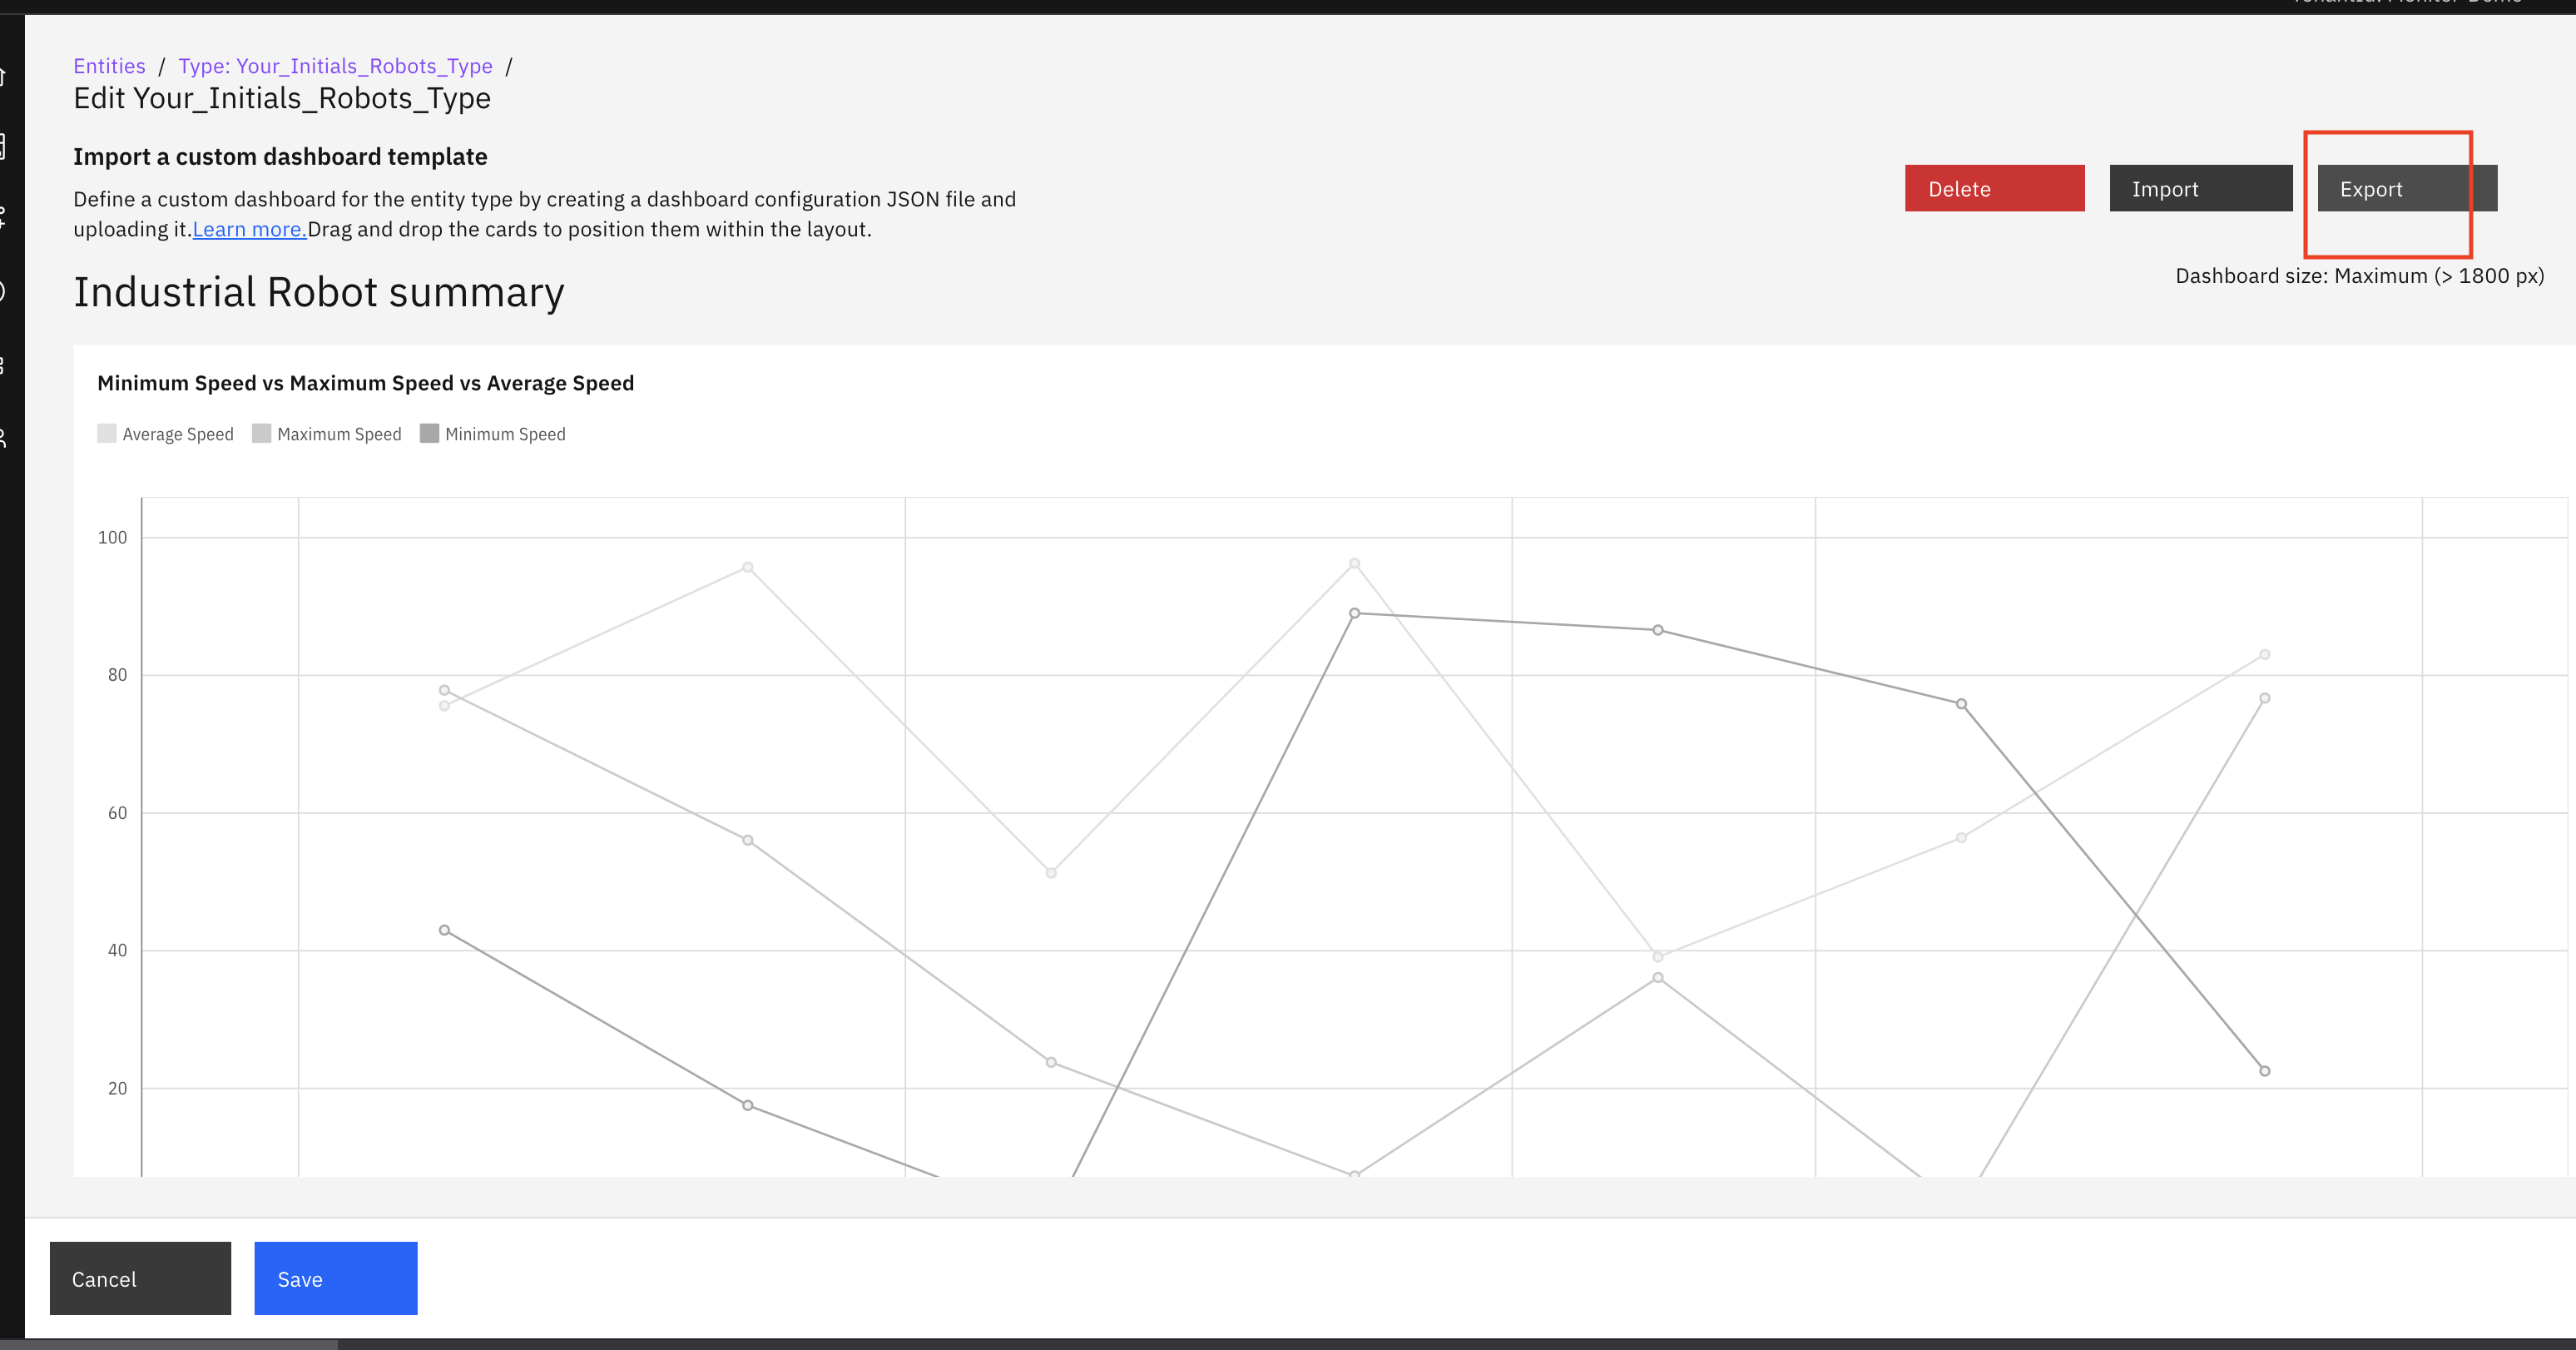 Entities / Type: Your_Initials_Robots_Type /
Edit Your_Initials_Robots_Type
Import a custom dashboard template
Define a custom dashboard for the entity type by creating a dashboard configuration JSON file and
uploading it.Learn more.Drag and drop the cards to position them within the layout.
Delete
Import
Export
Dashboard size: Maximum (> 1800 px)
Industrial Robot summary
Minimum Speed vs Maximum Speed vs Average Speed
Average Speed
Maximum Speed
Minimum Speed
100
80
60
40
20
Cancel
Save